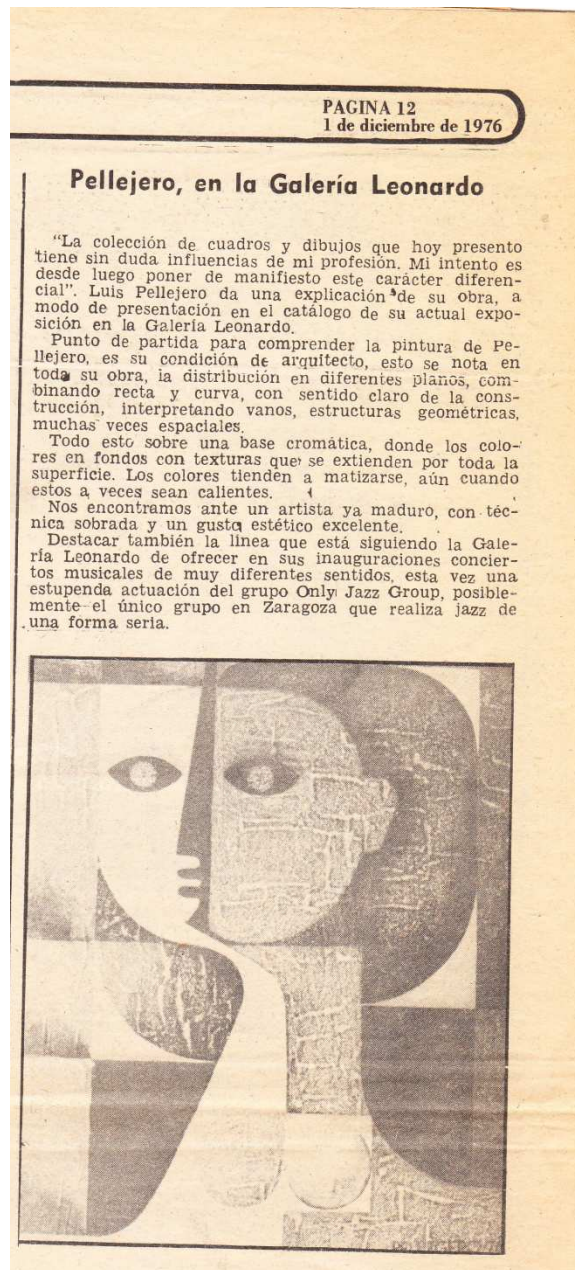 PAGINA 12
1 de diciembre de 1976
Pellejero, en la Galería Leonardo
"La colección de cuadros y dibujos que hoy presento
tiene sin duda influencias de mi profesión. Mi intento es
desde luego poner de manifiesto este carácter diferen-
cial". Luis Pellejero da una explicación de su obra, a
modo de presentación en el catálogo de su actual expo-
sición en la Galería Leonardo.
Punto de partida para comprender la pintura de Pe-
llejero, es su condición de arquitecto, esto se nota en
toda su obra, la distribución en diferentes planos, com-
binando recta y curva, con sentido claro de la cons-
trucción, interpretando vanos, estructuras geométricas,
muchas veces espaciales.
Todo esto sobre una base cromática, donde los colo-
res en fondos con texturas que se extienden por toda la
superficie. Los colores tienden a matizarse, aún cuando
estos a veces sean calientes.
Nos encontramos ante un artista ya maduro, con téc-
nica sobrada y un gusto estético excelente.
Destacar también la línea que está siguiendo la Gale-
ría Leonardo de ofrecer en sus inauguraciones concier-
tos musicales de muy diferentes sentidos, esta vez una
estupenda actuación del grupo Only Jazz Group, posible-
mente el único grupo en Zaragoza que realiza jazz de
una forma seria.